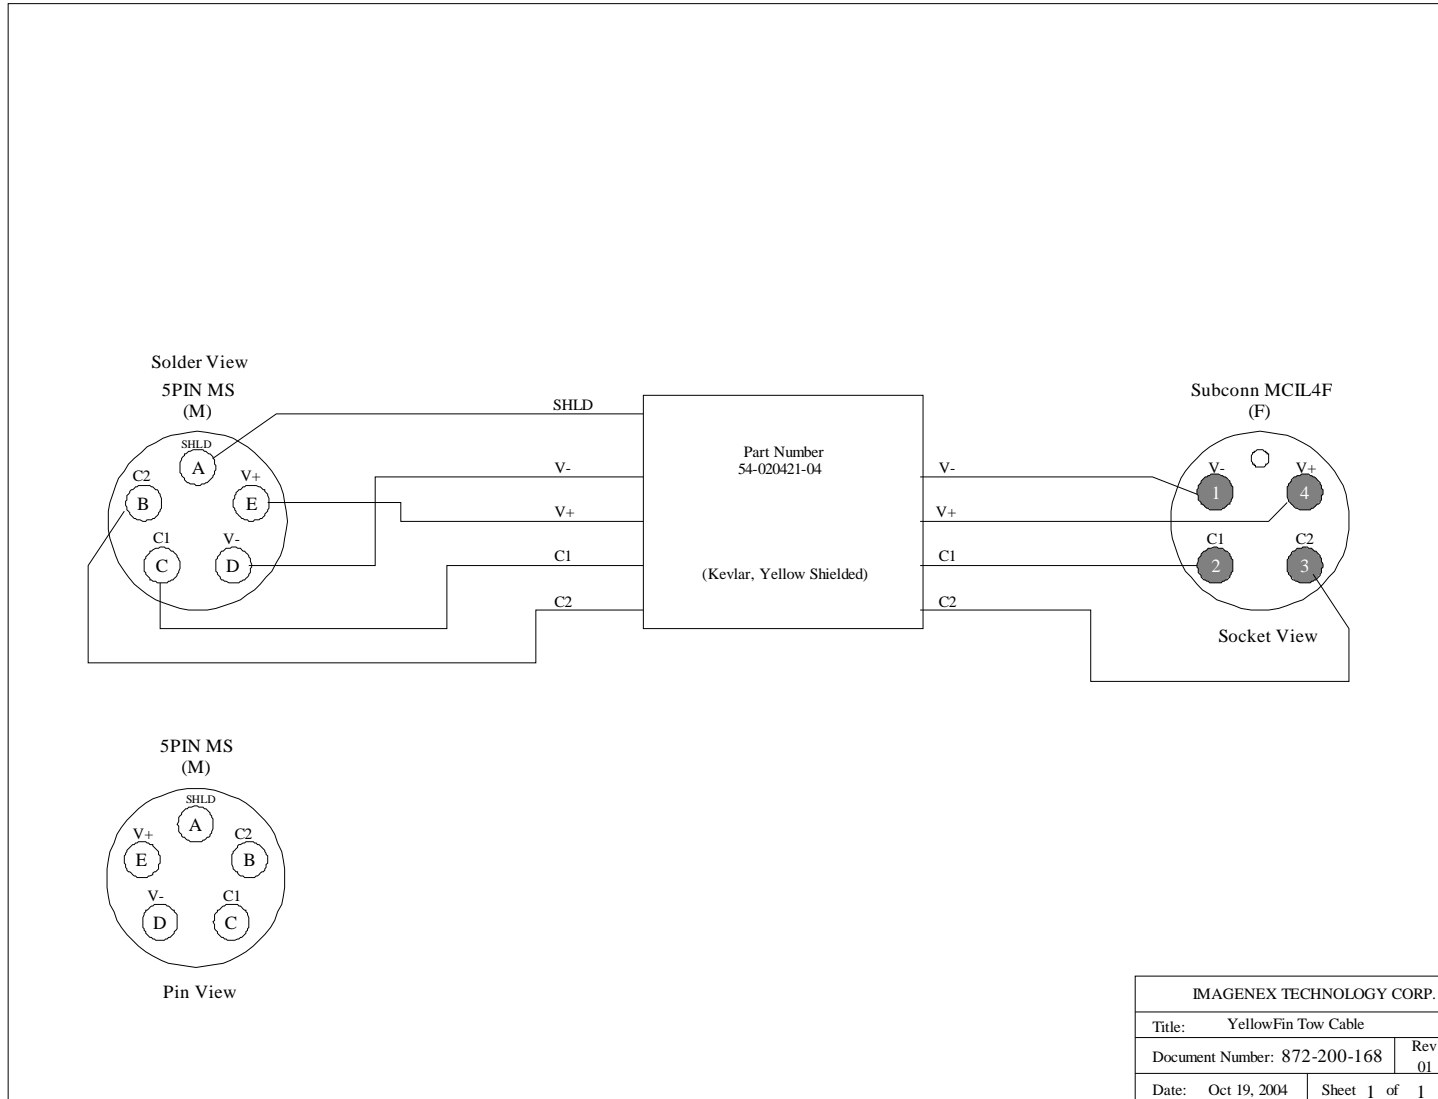 Solder View
5PIN MS
(M)
SHLD
A
C2
B
V+
E
C1
C
V-
D
SHLD
V-
V+
C1
C2
Part Number
54-020421-04
(Kevlar, Yellow Shielded)
V-
V+
C1
C2
Subconn MCIL4F
(F)
V-
1
V+
4
C1
2
C2
3
Socket View
5PIN MS
(M)
SHLD
A
V+
E
C2
B
V-
D
C1
C
Pin View
IMAGENEX TECHNOLOGY CORP.
Title: YellowFin Tow Cable
Document Number: 872-200-168
Rev
01
Date: Oct 19, 2004
Sheet 1 of 1